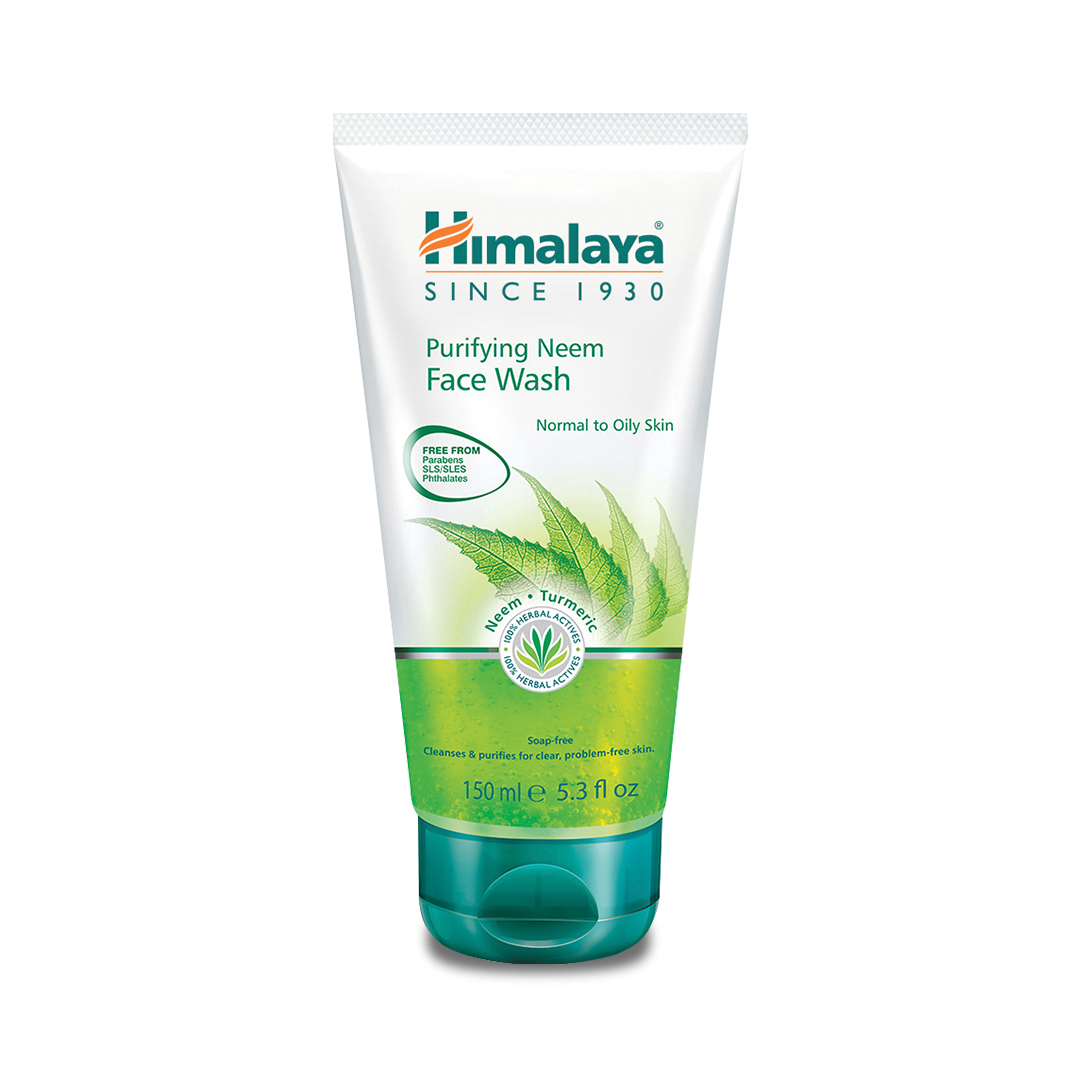 Himalaya®
SINCE 1930
Purifying Neem
Face Wash
Normal to Oily Skin
FREE FROM
Parabens
SLS/SLES
Phthalates
Neem • Turmeric
100% HERBAL ACTIVES
100% HERBAL ACTIVES
Soap-free
Cleanses & purifies for clear, problem-free skin.
150 ml ℮ 5.3 fl oz